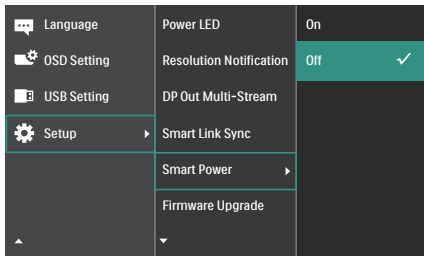 Language
OSD Setting
USB Setting
Setup
Power LED
Resolution Notification
DP Out Multi-Stream
Smart Link Sync
Smart Power
Firmware Upgrade
On
Off